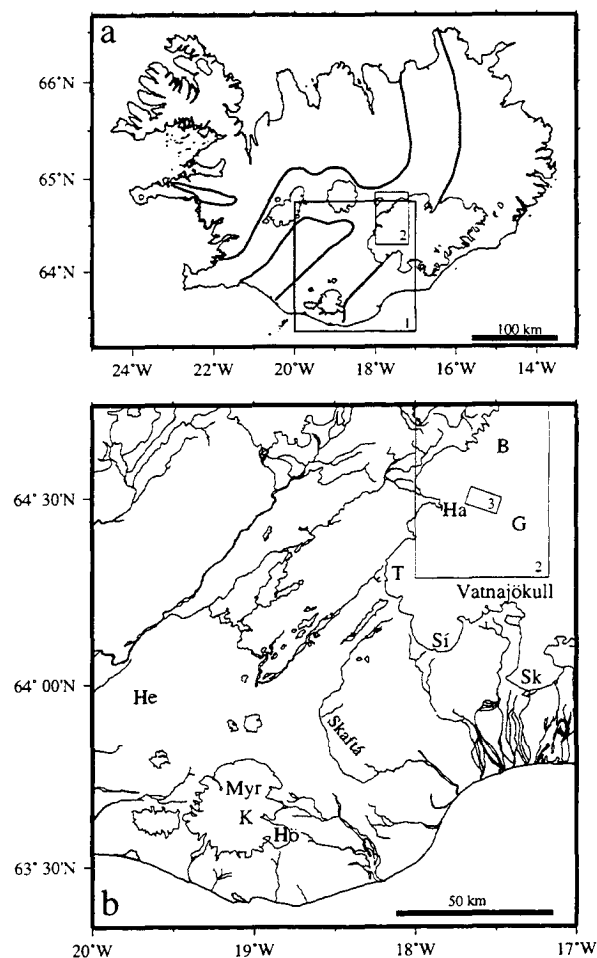 a
66°N
65°N
64°N
2
1
100 km
24°W 22°W 20°W 18°W 16°W 14°W
B
64°30'N
Ha
3
G
T
2
Vatnajökull
Sí
Sk
64°00'N
He
Skaftá
Myr
K
Hö
63°30'N
b
50 km
20°W 19°W 18°W 17°W